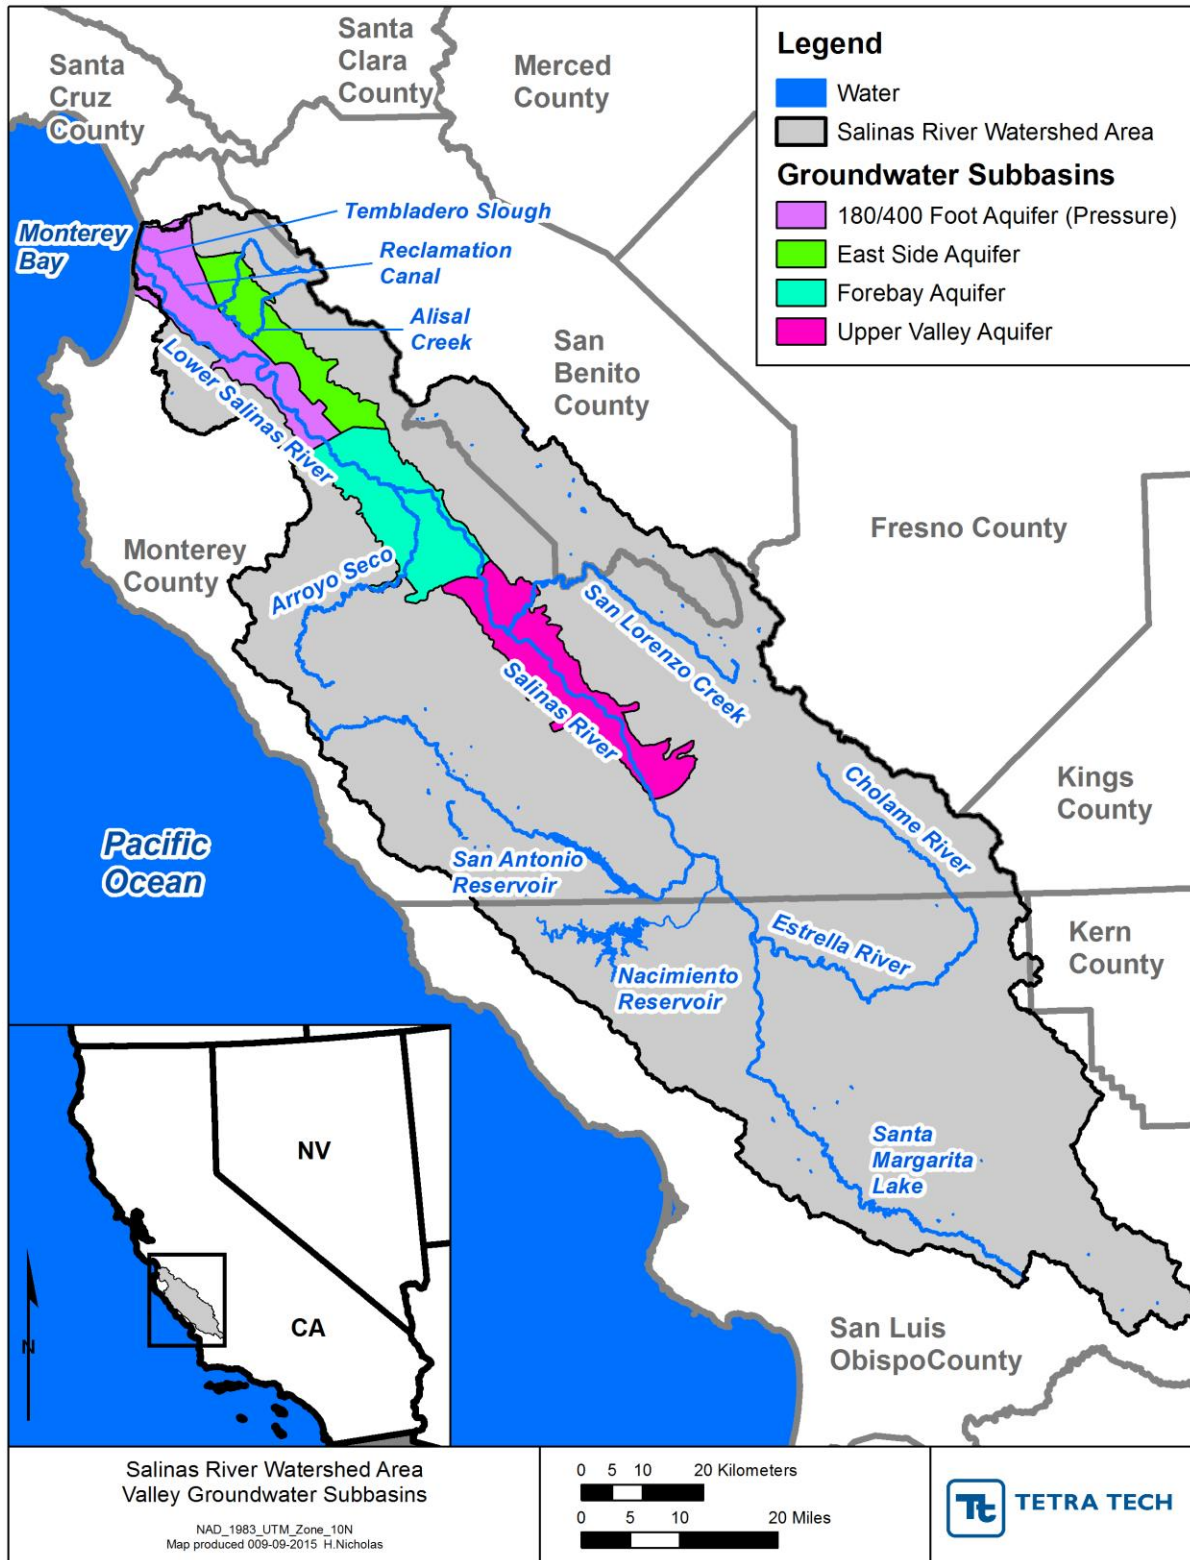 Santa
Cruz
County
Santa
Clara
County
Merced
County
Legend
Water
Salinas River Watershed Area
Groundwater Subbasins
180/400 Foot Aquifer (Pressure)
East Side Aquifer
Forebay Aquifer
Upper Valley Aquifer
Monterey
Bay
Tembladero Slough
Reclamation
Canal
Alisal
Creek
Lower Salinas River
San
Benito
County
Fresno County
Monterey
County
Arroyo Seco
San Lorenzo Creek
Salinas River
Cholame River
Kings
County
Pacific
Ocean
San Antonio
Reservoir
Estrella River
Kern
County
Nacimiento
Reservoir
Santa
Margarita
Lake
San Luis
ObispoCounty
NV
CA
N
Salinas River Watershed Area
Valley Groundwater Subbasins
NAD_1983_UTM_Zone_10N
Map produced 009-09-2015 H.Nicholas
0 5 10 20 Kilometers
0 5 10 20 Miles
Tt TETRA TECH